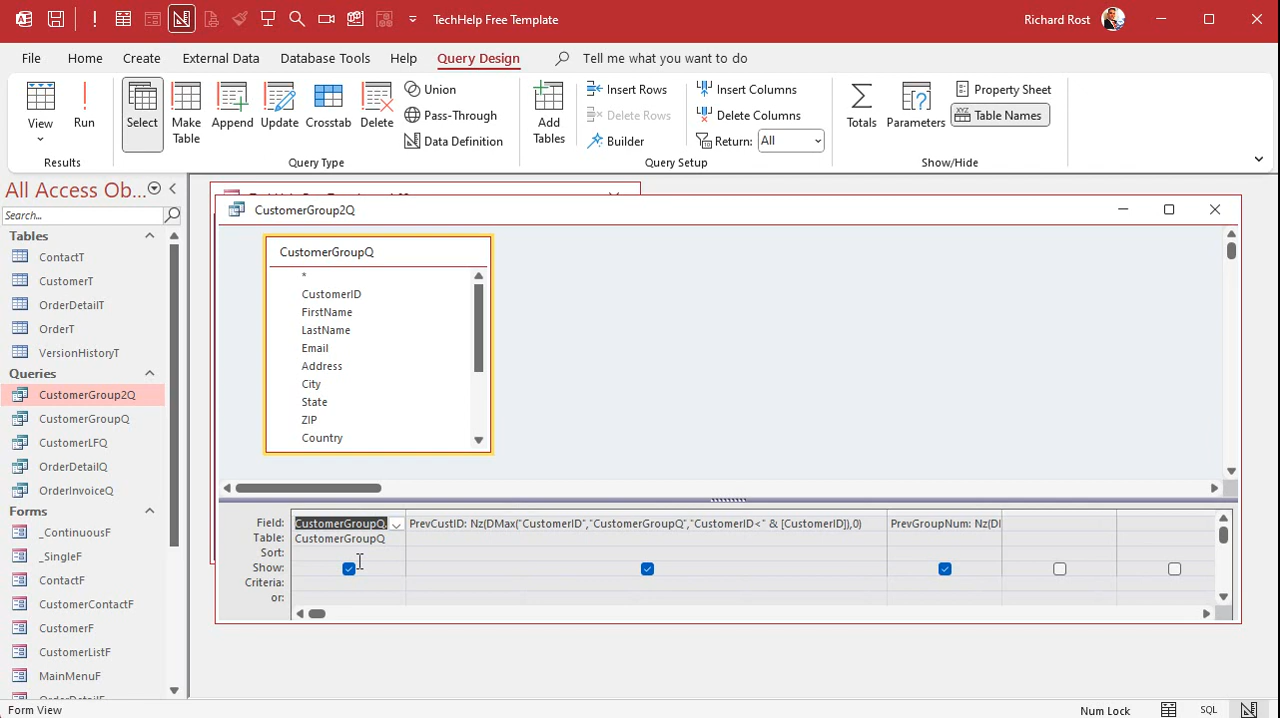 TechHelp Free Template
Richard Rost
File
Home
Create
External Data
Database Tools
Help
Query Design
Tell me what you want to do
View
Run
Select
Make Table
Append
Update
Crosstab
Delete
Union
Pass-Through
Data Definition
Add Tables
Insert Rows
Delete Rows
Builder
Insert Columns
Delete Columns
Return: All
Totals
Parameters
Property Sheet
Table Names
Results
Query Type
Query Setup
Show/Hide
All Access Ob...
Search...
Tables
ContactT
CustomerT
OrderDetailT
OrderT
VersionHistoryT
Queries
CustomerGroup2Q
CustomerGroupQ
CustomerLFQ
OrderDetailQ
OrderInvoiceQ
Forms
_ContinuousF
_SingleF
ContactF
CustomerContactF
CustomerF
CustomerListF
MainMenuF
OrderDetailF
CustomerGroup2Q
CustomerGroupQ
*
CustomerID
FirstName
LastName
Email
Address
City
State
ZIP
Country
Field: CustomerGroupQ. PrevCustID: Nz(DMax("CustomerID","CustomerGroupQ","CustomerID<" & [CustomerID]),0) PrevGroupNum: Nz(Dl
Table: CustomerGroupQ
Sort:
Show:
Criteria:
or:
Form View
Num Lock
SQL